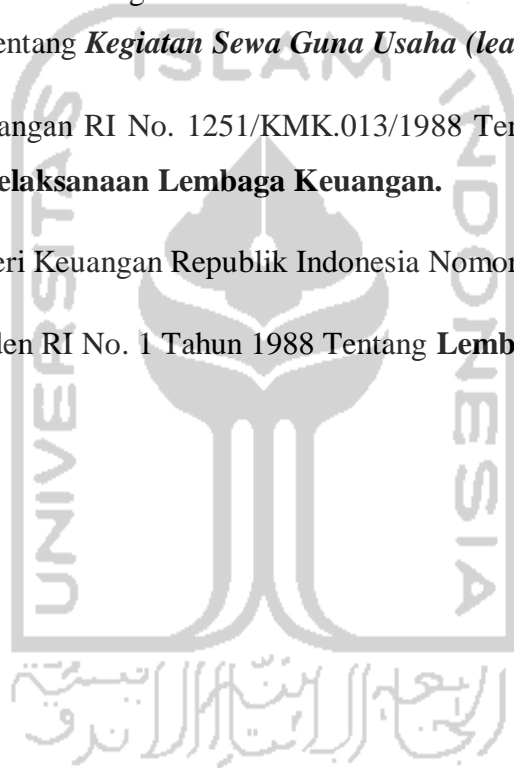 entang Kegiatan Sewa Guna Usaha (lea
angan RI No. 1251/KMK.013/1988 Ten
elaksanaan Lembaga Keuangan.
eri Keuangan Republik Indonesia Nomor
den RI No. 1 Tahun 1988 Tentang Lemb
ISLAM
UNIVERSITAS
INDONESIA